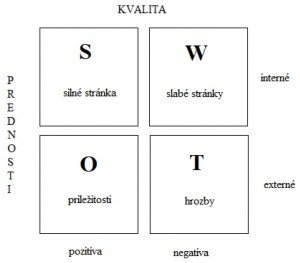 KVALITA
PREDNOSTI
S
silné stránka
W
slabé stránky
interné
O
príležitosti
T
hrozby
externé
pozitíva
negatíva